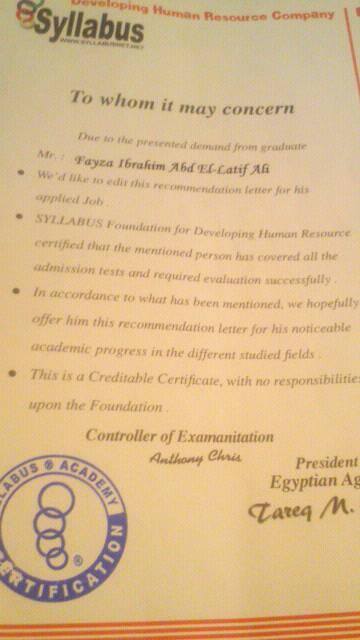 Developing Human Resource Company
Syllabus
WWW.SYLLABUSNET.NET
To whom it may concern
Due to the presented demand from graduate
Mr. : Fayza Ibrahim Abd El-Latif Ali
• We'd like to edit this recommendation letter for his
applied Job .
• SYLLABUS Foundation for Developing Human Resource
certified that the mentioned person has covered all the
admission tests and required evaluation successfully .
• In accordance to what has been mentioned, we hopefully
offer him this recommendation letter for his noticeable
academic progress in the different studied fields .
• This is a Creditable Certificate, with no responsibilities
upon the Foundation .
Controller of Examanitation
Anthony Chris
President
Egyptian Ag
Tareq M.
LLABUS ® ACADEMY
CERTIFICATION
®